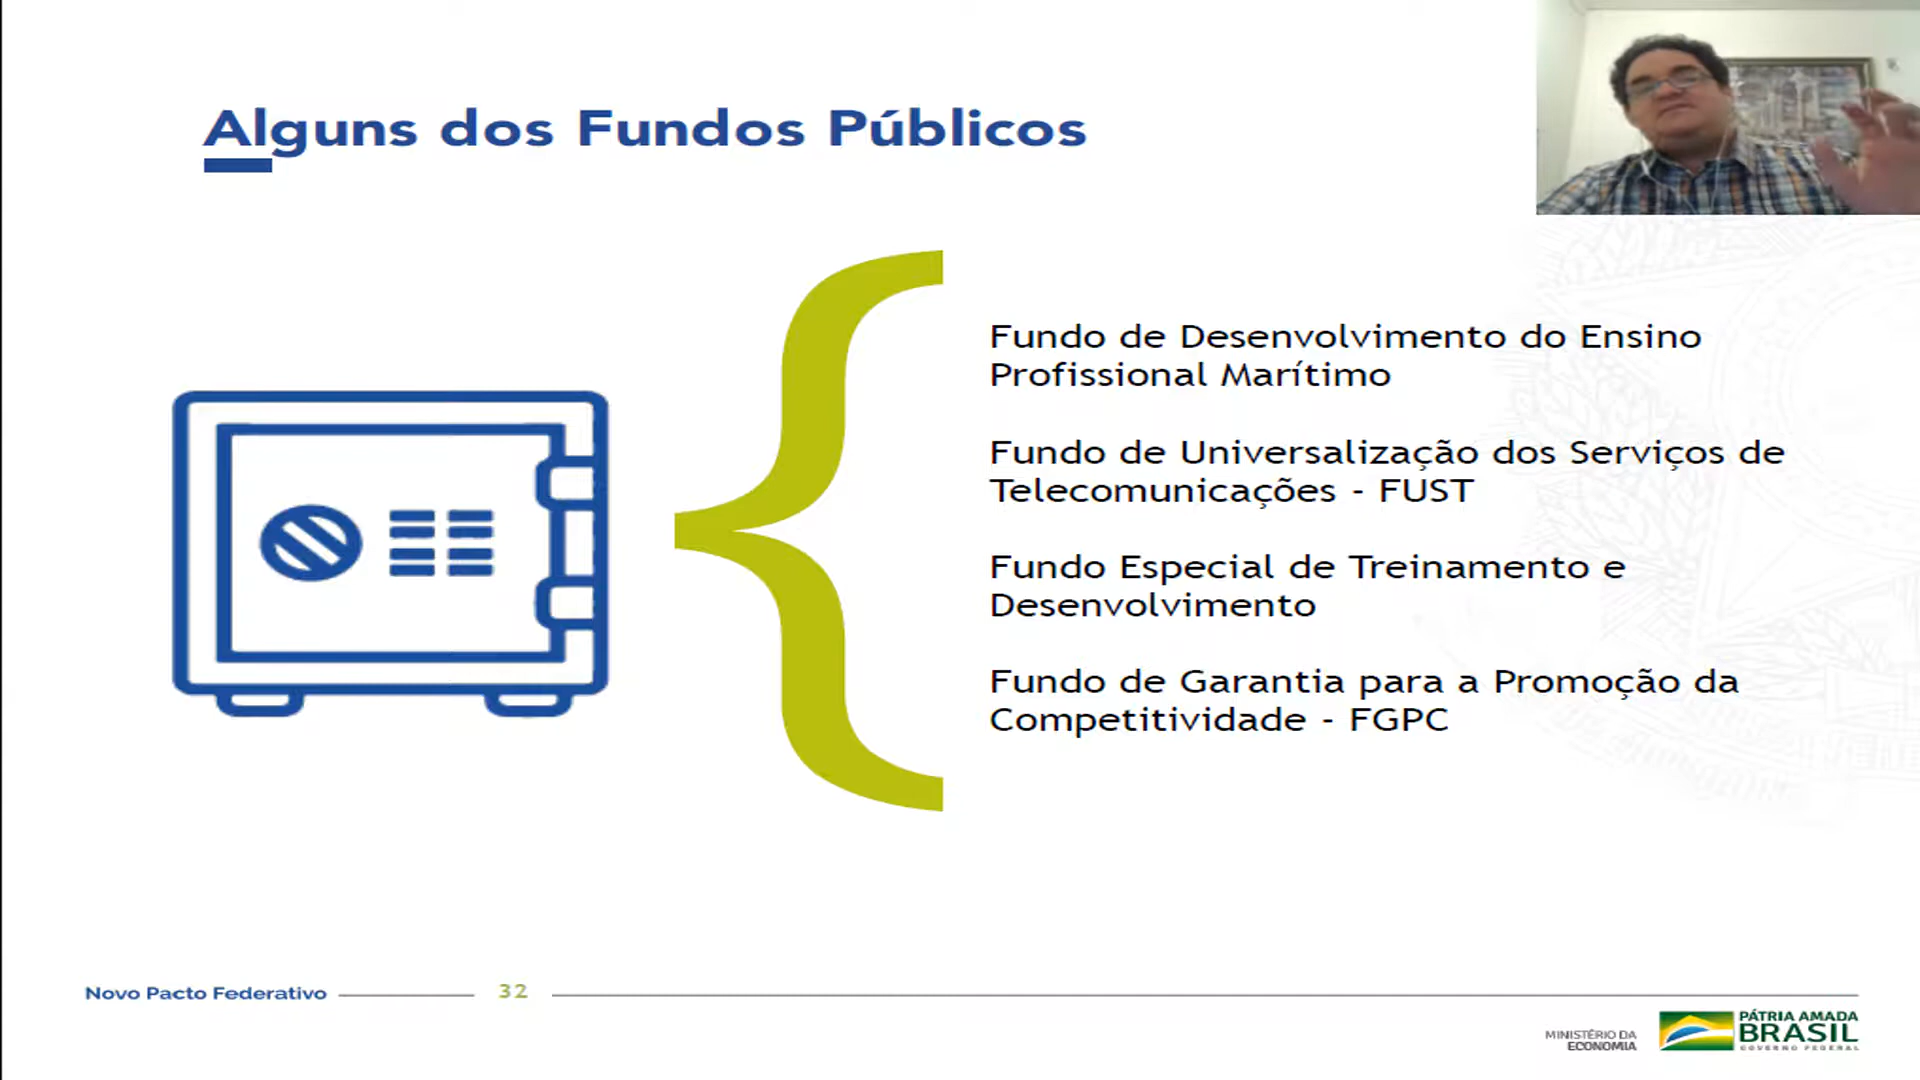 Alguns dos Fundos Públicos
Fundo de Desenvolvimento do Ensino
Profissional Marítimo
Fundo de Universalização dos Serviços de
Telecomunicações - FUST
Fundo Especial de Treinamento e
Desenvolvimento
Fundo de Garantia para a Promoção da
Competitividade - FGPC
Novo Pacto Federativo
32
MINISTÉRIO DA
ECONOMIA
PÁTRIA AMADA
BRASIL
GOVERNO FEDERAL